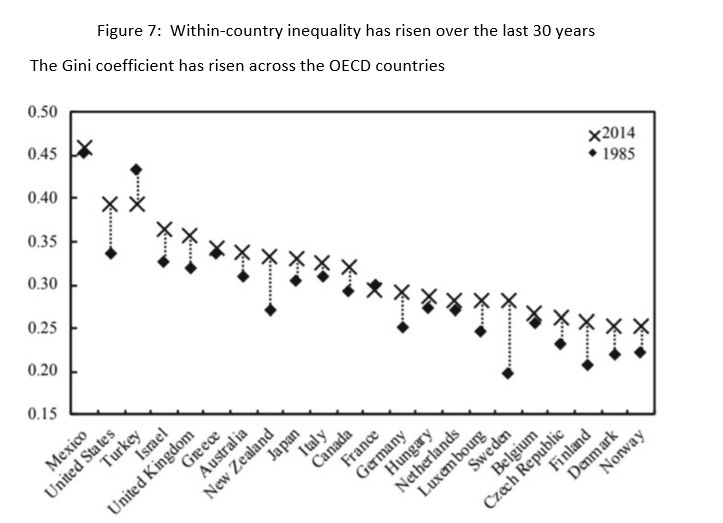 Figure 7: Within-country inequality has risen over the last 30 years
The Gini coefficient has risen across the OECD countries
0.50
2014
1985
0.45
0.40
0.35
0.30
0.25
0.20
0.15
Mexico
United States
Turkey
Israel
United Kingdom
Greece
Australia
New Zealand
Japan
Italy
Canada
France
Germany
Hungary
Netherlands
Luxembourg
Sweden
Belgium
Czech Republic
Finland
Denmark
Norway